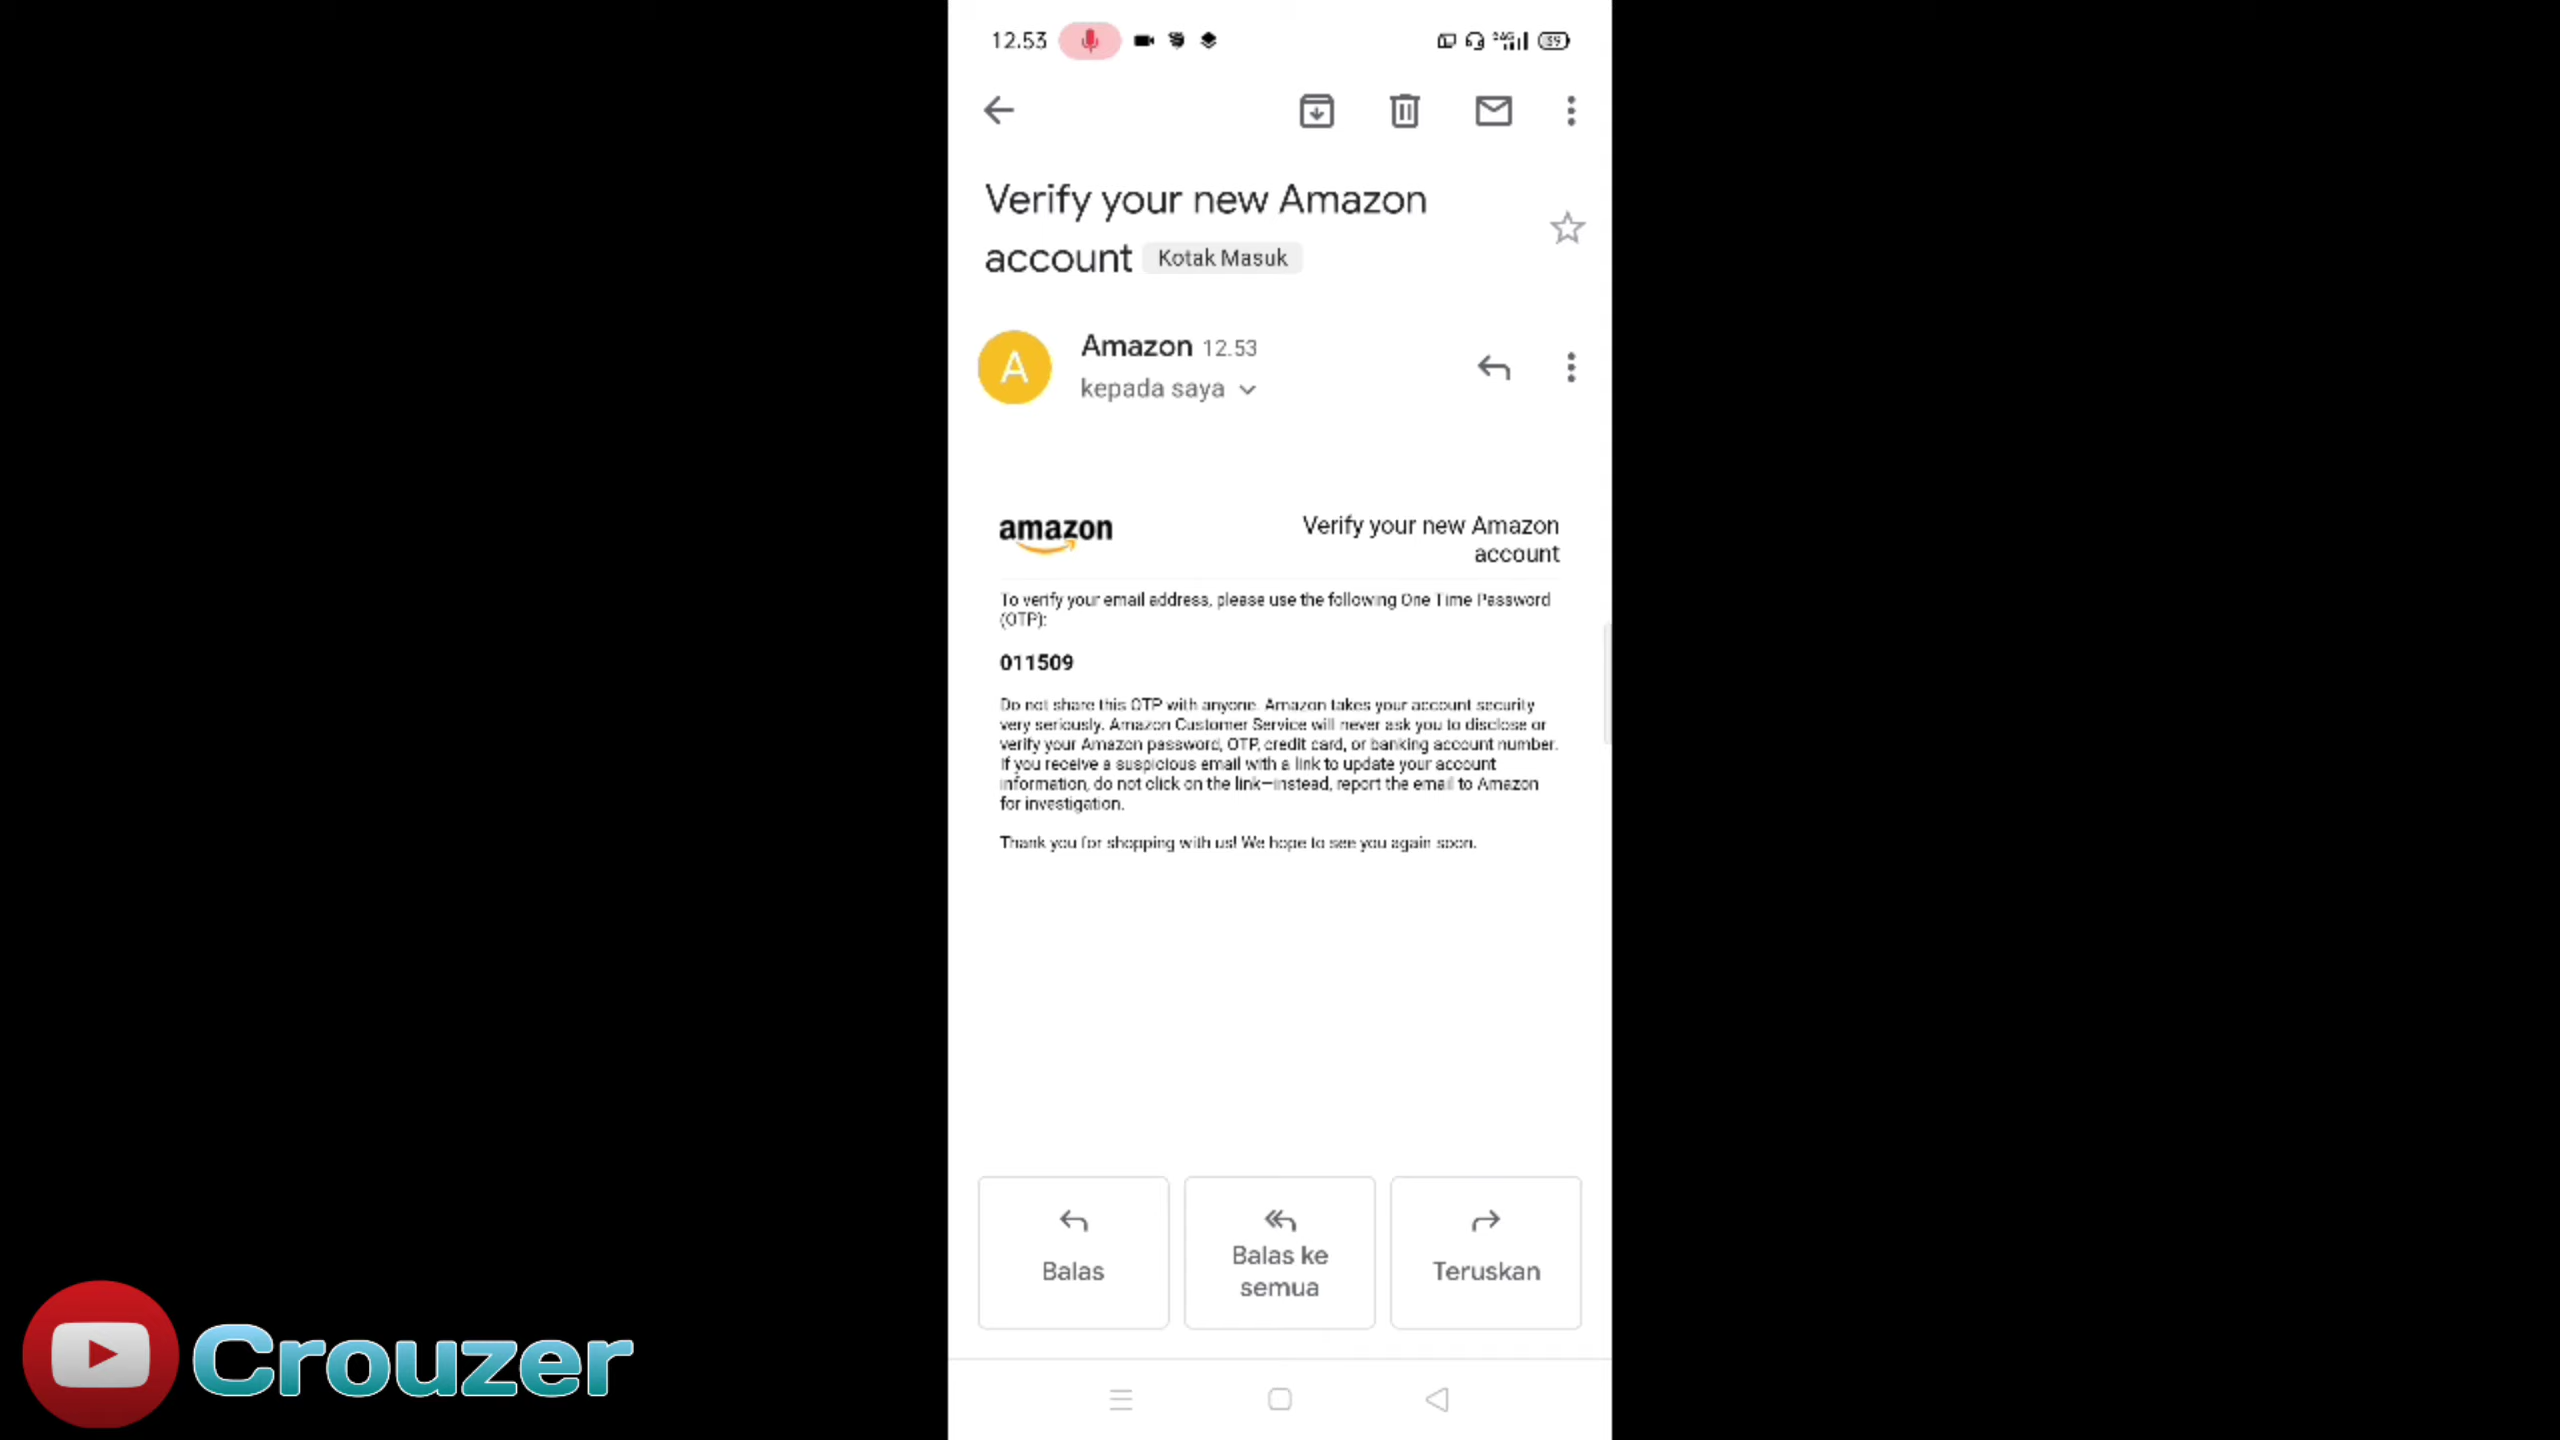 12.53
59
Verify your new Amazon
account Kotak Masuk
A
Amazon 12.53
kepada saya
amazon
Verify your new Amazon
account
To verify your email address, please use the following One Time Password
(OTP):
011509
Do not share this OTP with anyone. Amazon takes your account security
very seriously. Amazon Customer Service will never ask you to disclose or
verify your Amazon password, OTP, credit card, or banking account number.
If you receive a suspicious email with a link to update your account
information, do not click on the link—instead, report the email to Amazon
for investigation.
Thank you for shopping with us! We hope to see you again soon.
Balas
Balas ke
semua
Teruskan
Crouzer